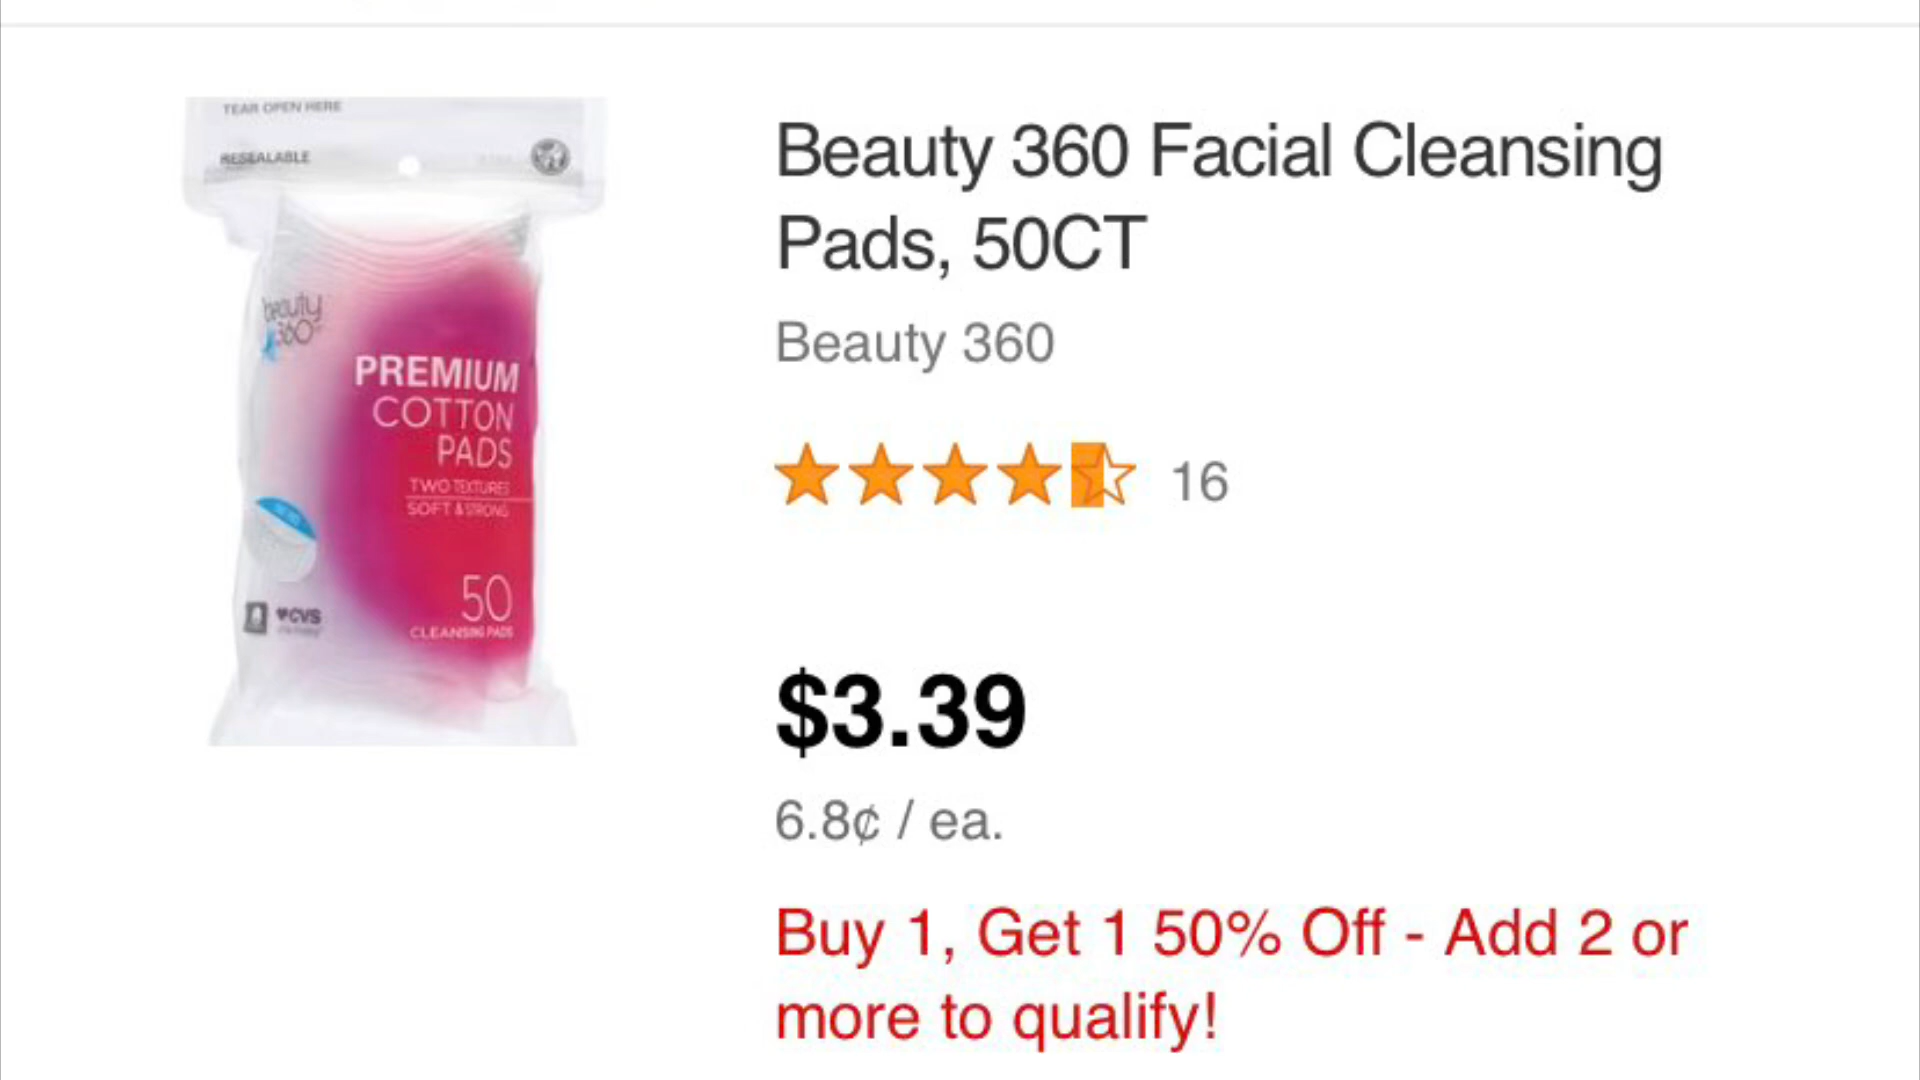 TEAR OPEN HERE
RESEALABLE
beauty
360
PREMIUM
COTTON
PADS
TWO TEXTURES
SOFT & STRONG
50
CLEANSING PADS
♥CVS
Beauty 360 Facial Cleansing
Pads, 50CT
Beauty 360
16
$3.39
6.8¢ / ea.
Buy 1, Get 1 50% Off - Add 2 or
more to qualify!